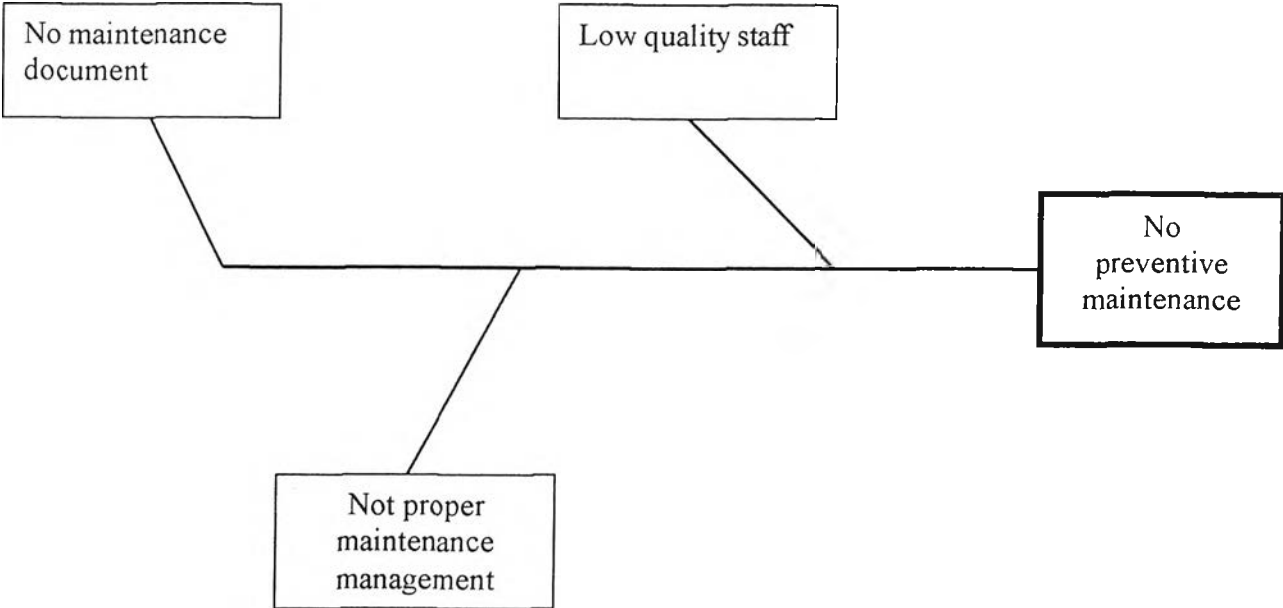 No maintenance
document
Low quality staff
No
preventive
maintenance
Not proper
maintenance
management